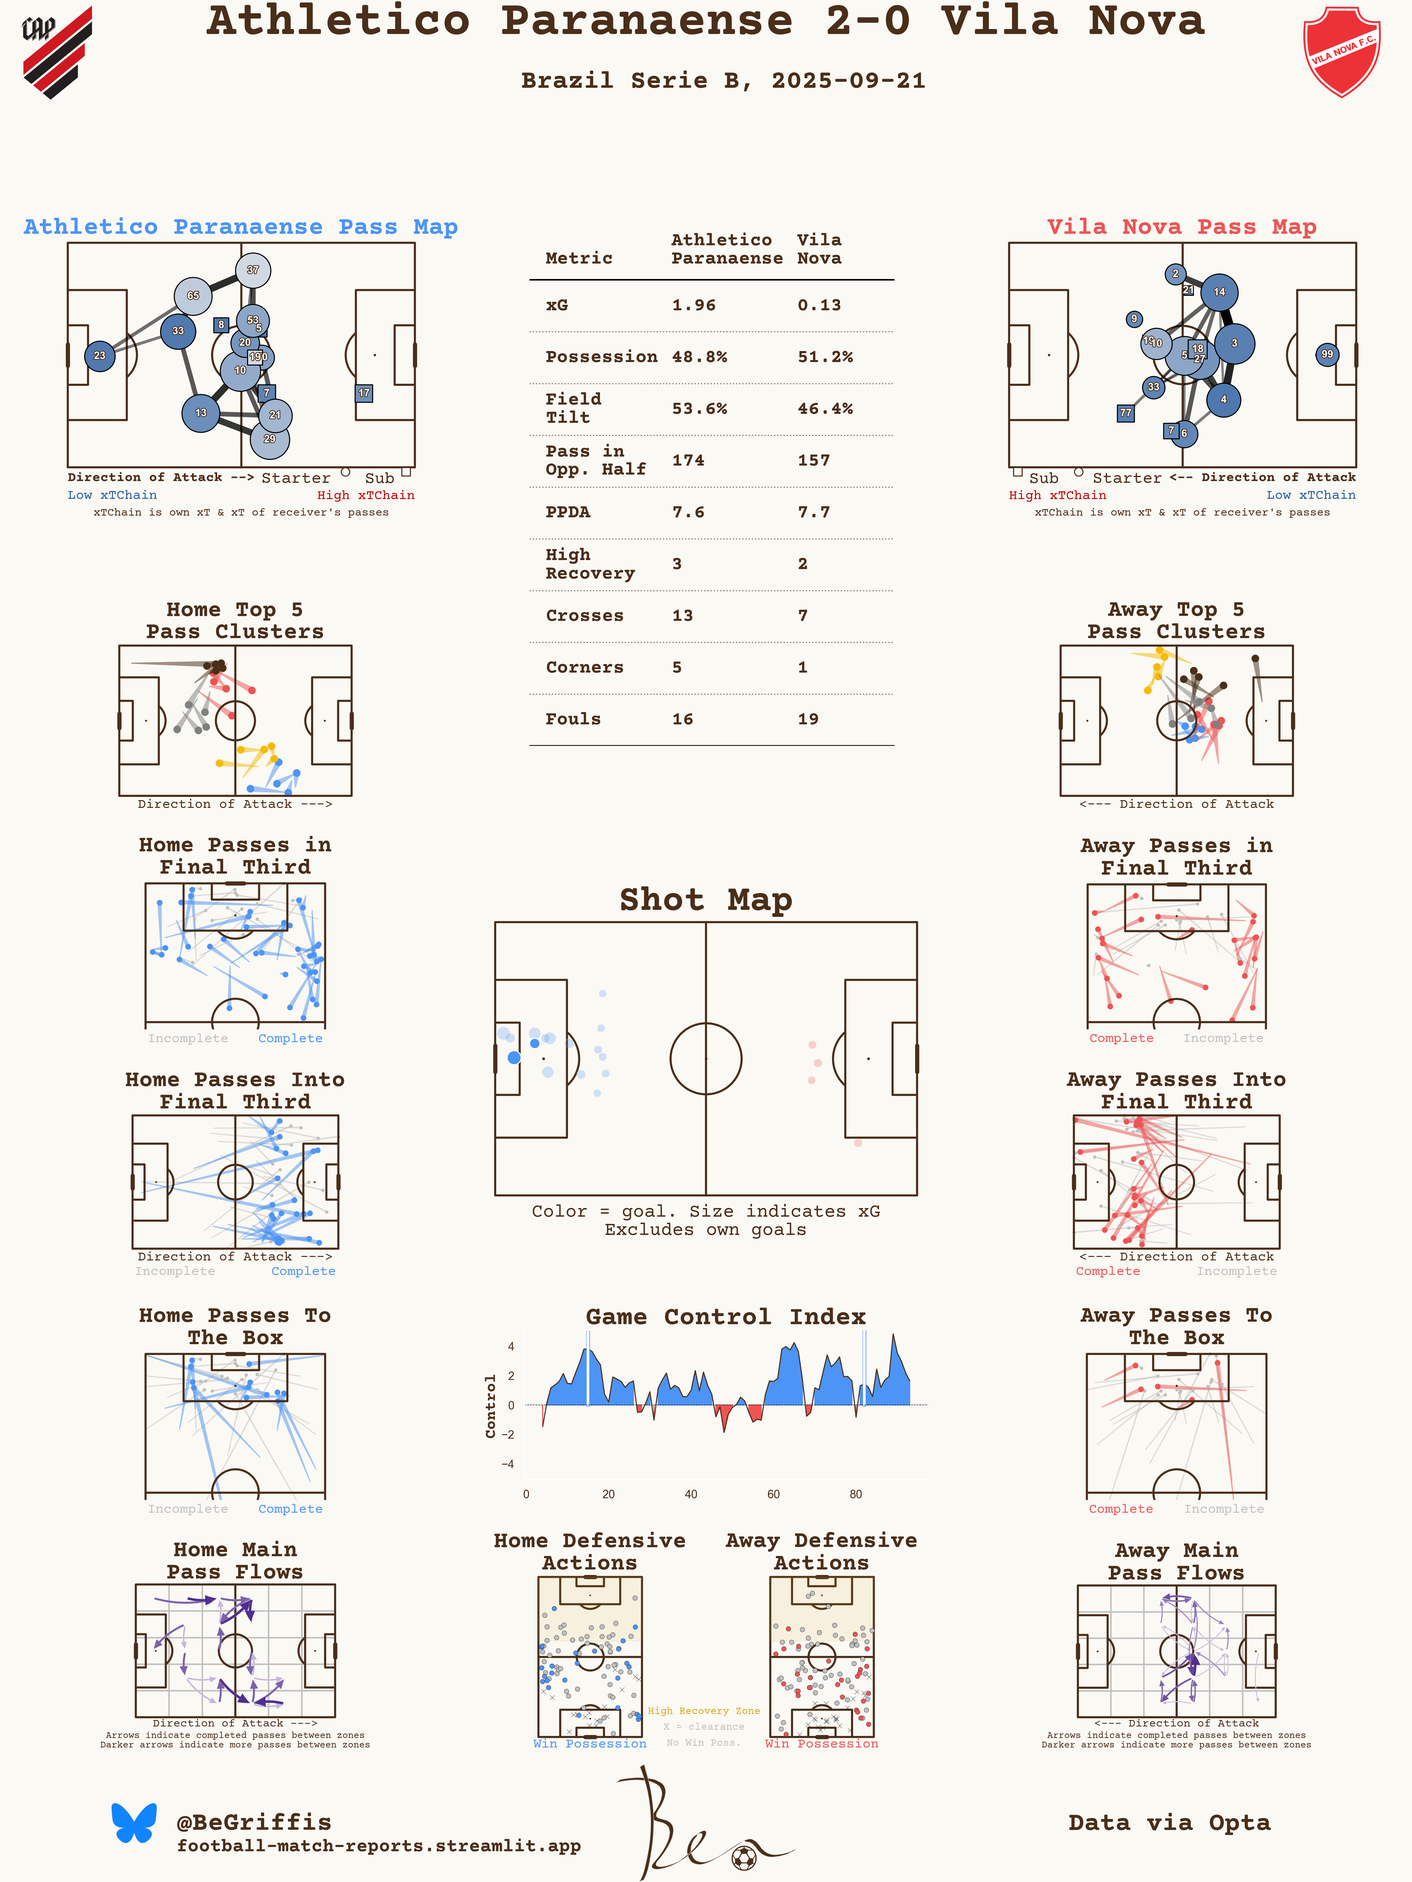 Athletico Paranaense 2-0 Vila Nova
Brazil Serie B, 2025-09-21
CAP
VILA NOVA F.C.
Athletico Paranaense Pass Map
37
65
53
5
8
33
20
23
190
10
7
17
13
21
29
Direction of Attack --> Starter Sub
Low xTChain High xTChain
xTChain is own xT & xT of receiver's passes
Metric Athletico Paranaense Vila Nova
xG 1.96 0.13
Possession 48.8% 51.2%
Field Tilt 53.6% 46.4%
Pass in Opp. Half 174 157
PPDA 7.6 7.7
High Recovery 3 2
Crosses 13 7
Corners 5 1
Fouls 16 19
Vila Nova Pass Map
2
21
14
9
10
18
3
5
27
99
33
4
77
7
6
Sub Starter <-- Direction of Attack
High xTChain Low xTChain
xTChain is own xT & xT of receiver's passes
Home Top 5
Pass Clusters
Direction of Attack --->
Away Top 5
Pass Clusters
<--- Direction of Attack
Home Passes in
Final Third
Incomplete Complete
Away Passes in
Final Third
Complete Incomplete
Shot Map
Color = goal. Size indicates xG
Excludes own goals
Home Passes Into
Final Third
Direction of Attack --->
Incomplete Complete
Away Passes Into
Final Third
<--- Direction of Attack
Complete Incomplete
Home Passes To
The Box
Incomplete Complete
Game Control Index
Control
4
2
0
−2
−4
0 20 40 60 80
Away Passes To
The Box
Complete Incomplete
Home Main
Pass Flows
Direction of Attack --->
Arrows indicate completed passes between zones
Darker arrows indicate more passes between zones
Home Defensive
Actions
Win Possession
High Recovery Zone
X = clearance
No Win Poss.
Away Defensive
Actions
Win Possession
Away Main
Pass Flows
<--- Direction of Attack
Arrows indicate completed passes between zones
Darker arrows indicate more passes between zones
@BeGriffis
football-match-reports.streamlit.app
Ben
Data via Opta